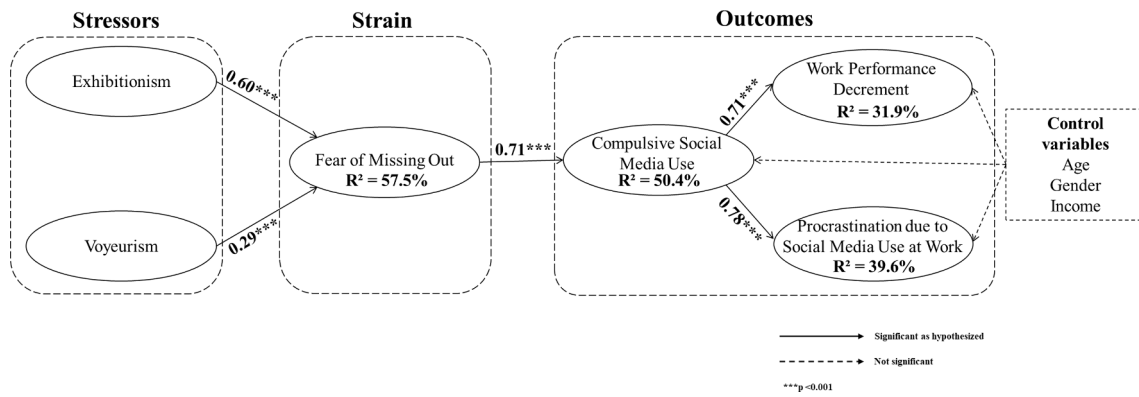 Stressors
Strain
Outcomes
Exhibitionism
0.60***
Voyeurism
0.29***
Fear of Missing Out
R² = 57.5%
0.71***
Compulsive Social
Media Use
R² = 50.4%
0.71***
Work Performance
Decrement
R² = 31.9%
0.78***
Procrastination due to
Social Media Use at Work
R² = 39.6%
Control
variables
Age
Gender
Income
Significant as hypothesized
Not significant
***p <0.001